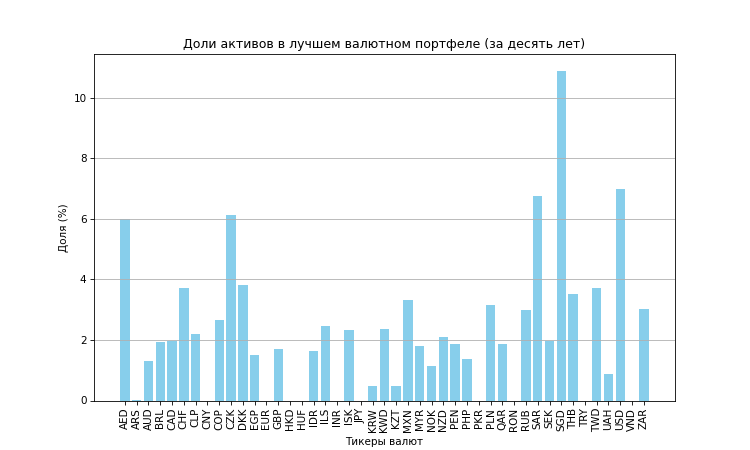 Доли активов в лучшем валютном портфеле (за десять лет)
Доля (%)
10
8
6
4
2
0
AED ARS AUD BRL CAD CHF CLP CNY COP CZK DKK EGP EUR GBP HKD HUF IDR ILS INR ISK JPY KRW KWD KZT MXN MYR NOK NZD PEN PHP PKR PLN QAR RON RUB SAR SEK SGD THB TRY TWD UAH USD VND ZAR
Тикеры валют